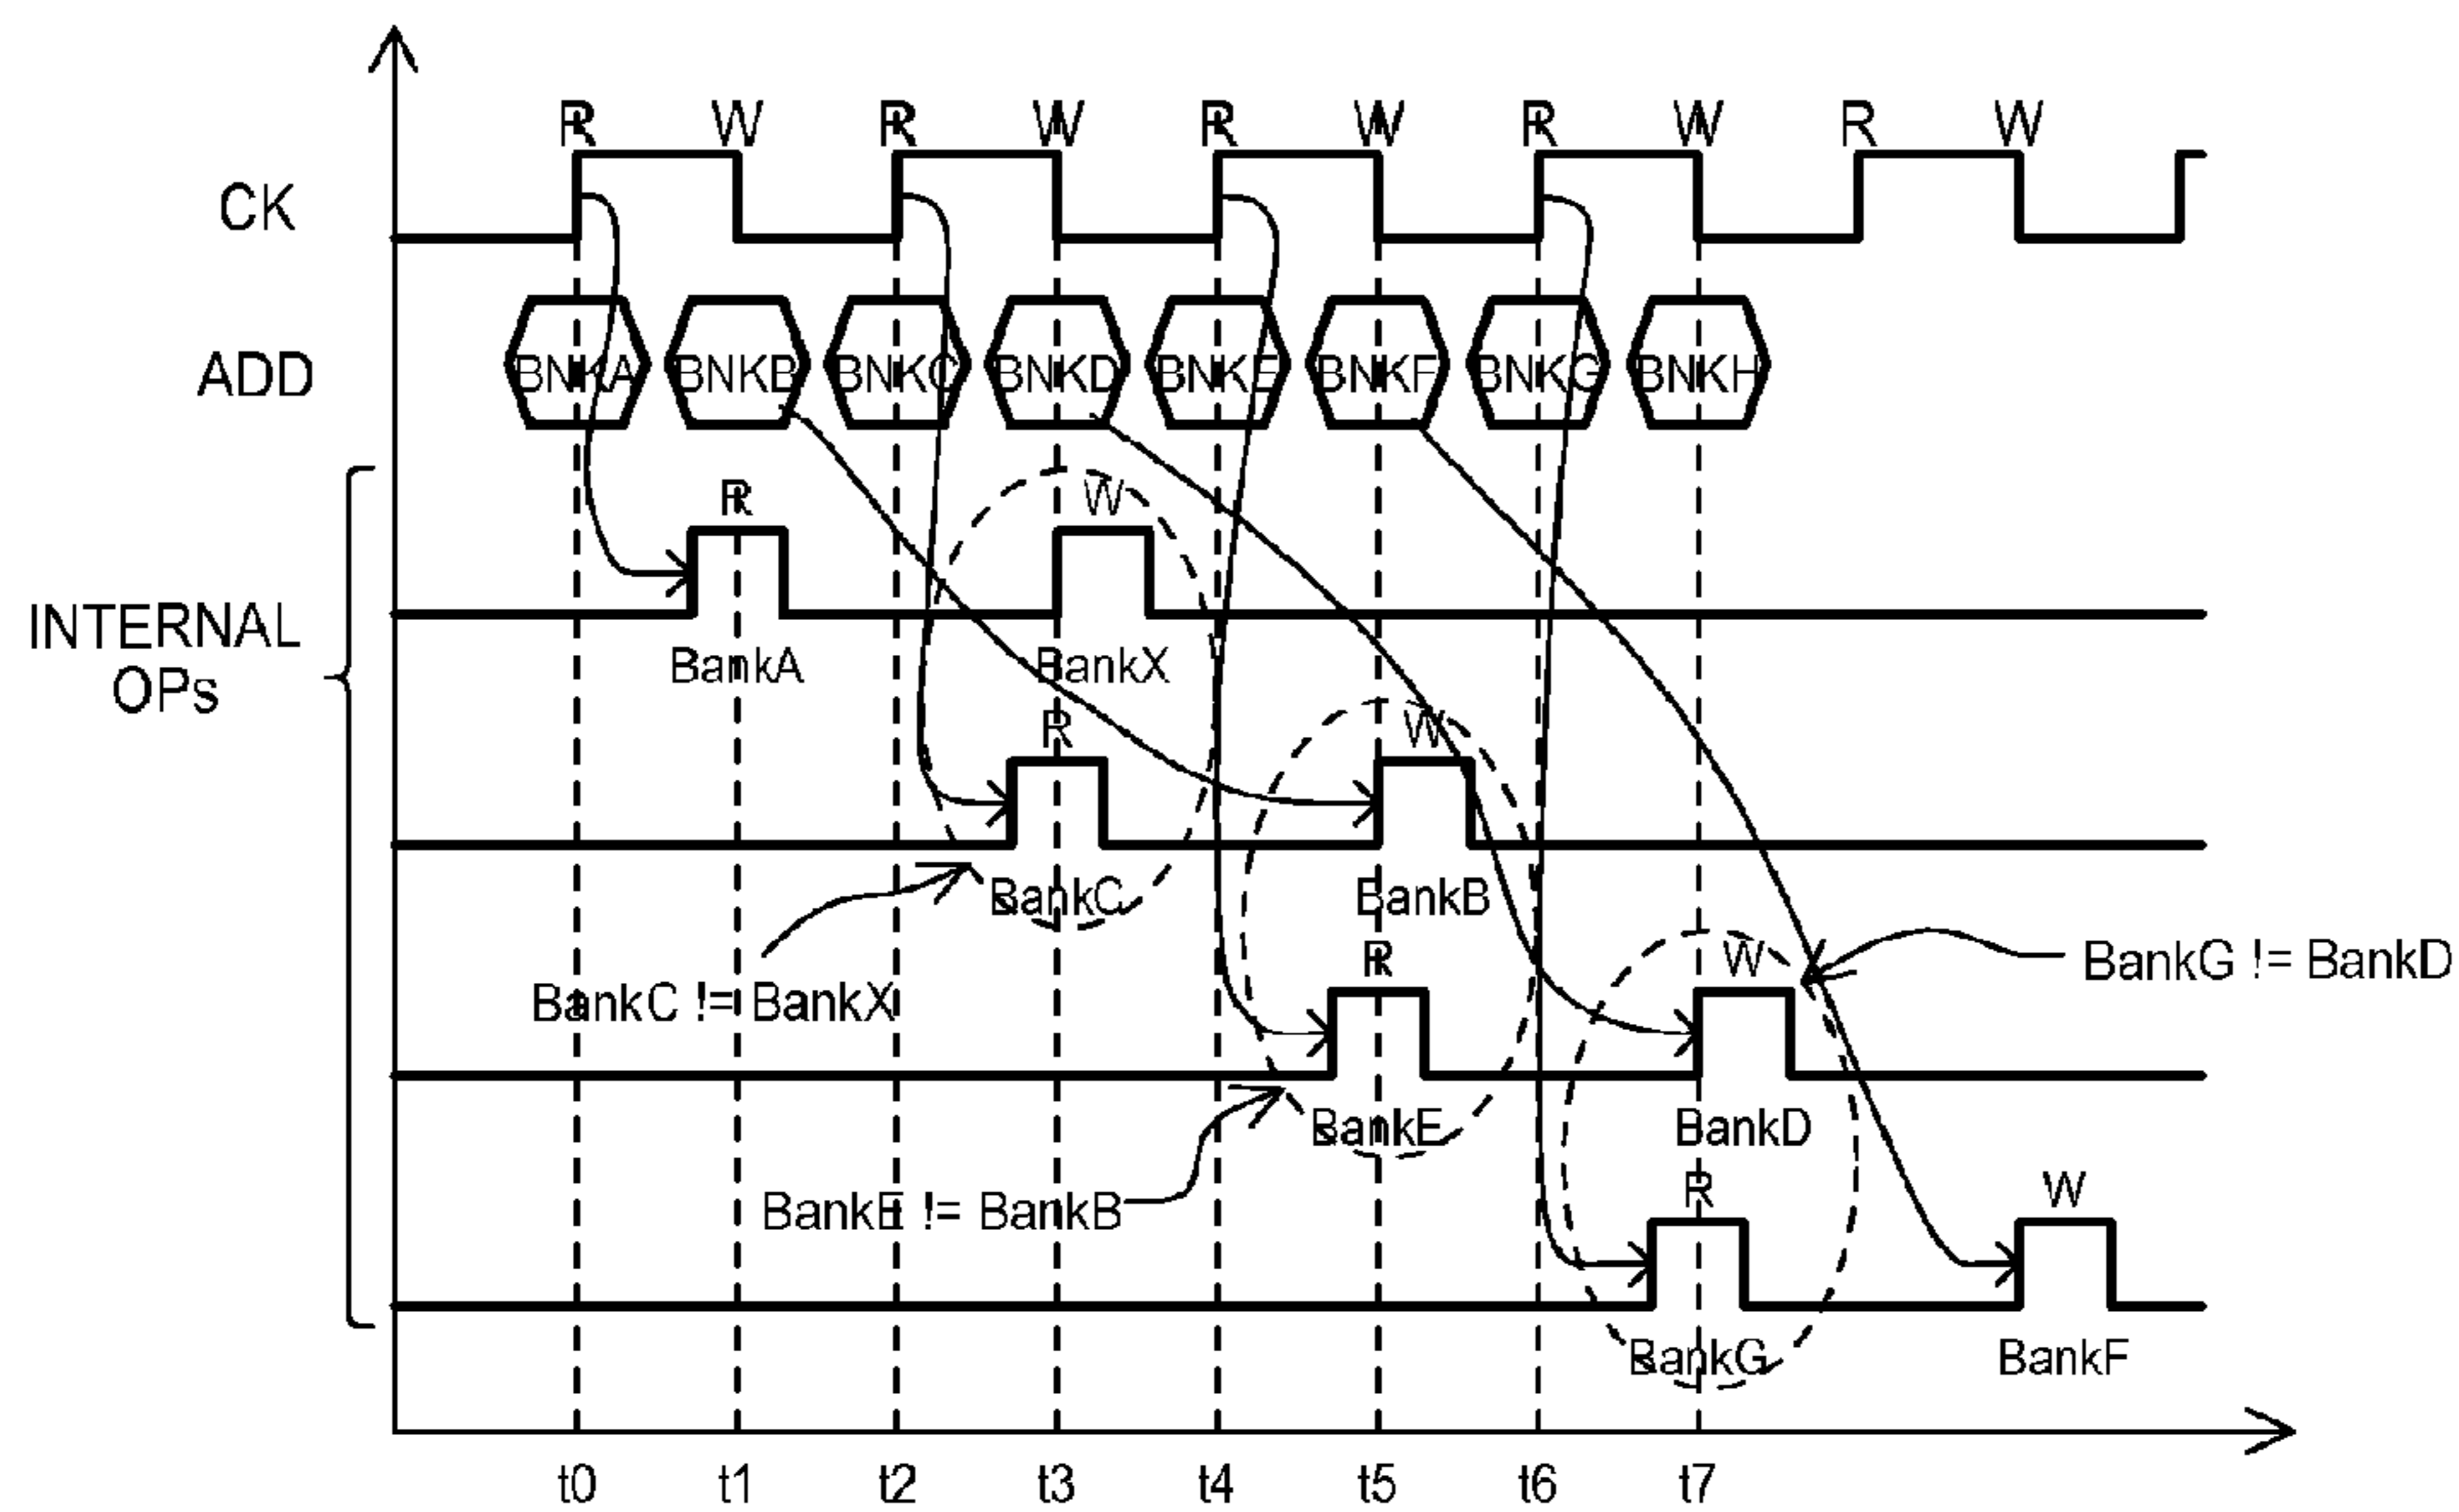 R W R W R W R W R W
CK
ADD
BNKA BNKB BNKC BNKD BNKE BNKF BNKG BNKH
R W
INTERNAL
OPs
BankA BankX
R W
BankC BankB
R W
BankG != BankD
BankC != BankX
BankE BankD
R W
BankE != BankB
BankG BankF
t0 t1 t2 t3 t4 t5 t6 t7